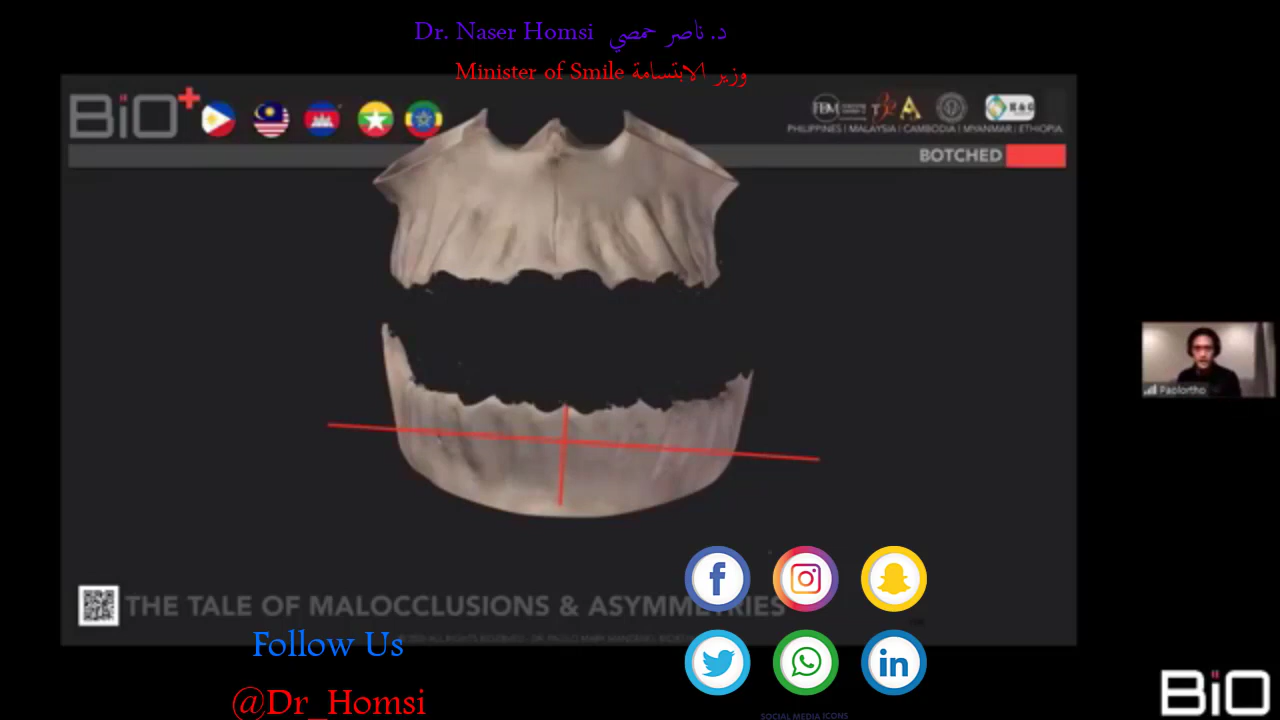 Dr. Naser Homsi د. ناصر حمصي
Minister of Smile وزير الابتسامة
BiO+
PHILIPPINES | MALAYSIA | CAMBODIA | MYANMAR | ETHIOPIA
BOTCHED
Paolortho
THE TALE OF MALOCCLUSIONS & ASYMMETRIES
Follow Us
@Dr_Homsi
SOCIAL MEDIA ICONS
BiO